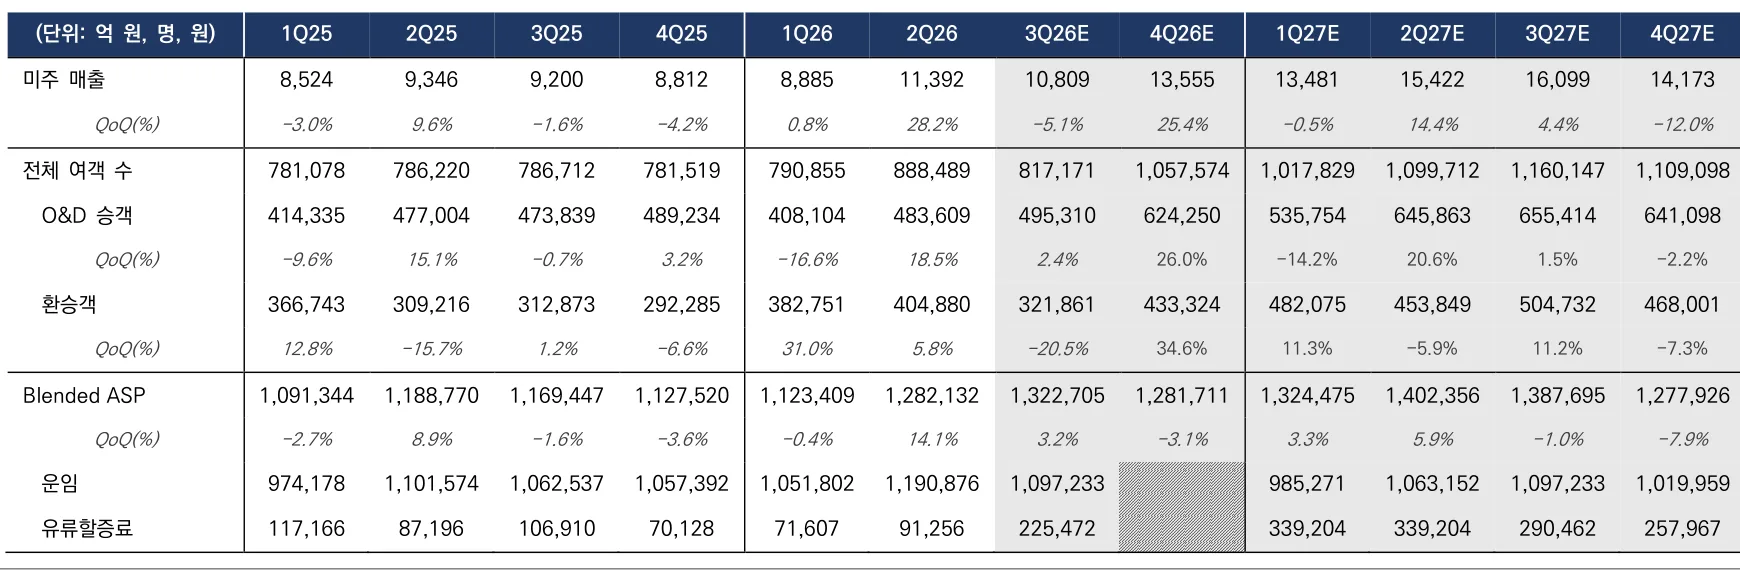 (단위: 억 원, 명, 원) 1Q25 2Q25 3Q25 4Q25 1Q26 2Q26 3Q26E 4Q26E 1Q27E 2Q27E 3Q27E 4Q27E
미주 매출 8,524 9,346 9,200 8,812 8,885 11,392 10,809 13,555 13,481 15,422 16,099 14,173
QoQ(%) -3.0% 9.6% -1.6% -4.2% 0.8% 28.2% -5.1% 25.4% -0.5% 14.4% 4.4% -12.0%
전체 여객 수 781,078 786,220 786,712 781,519 790,855 888,489 817,171 1,057,574 1,017,829 1,099,712 1,160,147 1,109,098
O&D 승객 414,335 477,004 473,839 489,234 408,104 483,609 495,310 624,250 535,754 645,863 655,414 641,098
QoQ(%) -9.6% 15.1% -0.7% 3.2% -16.6% 18.5% 2.4% 26.0% -14.2% 20.6% 1.5% -2.2%
환승객 366,743 309,216 312,873 292,285 382,751 404,880 321,861 433,324 482,075 453,849 504,732 468,001
QoQ(%) 12.8% -15.7% 1.2% -6.6% 31.0% 5.8% -20.5% 34.6% 11.3% -5.9% 11.2% -7.3%
Blended ASP 1,091,344 1,188,770 1,169,447 1,127,520 1,123,409 1,282,132 1,322,705 1,281,711 1,324,475 1,402,356 1,387,695 1,277,926
QoQ(%) -2.7% 8.9% -1.6% -3.6% -0.4% 14.1% 3.2% -3.1% 3.3% 5.9% -1.0% -7.9%
운임 974,178 1,101,574 1,062,537 1,057,392 1,051,802 1,190,876 1,097,233 985,271 1,063,152 1,097,233 1,019,959
유류할증료 117,166 87,196 106,910 70,128 71,607 91,256 225,472 339,204 339,204 290,462 257,967